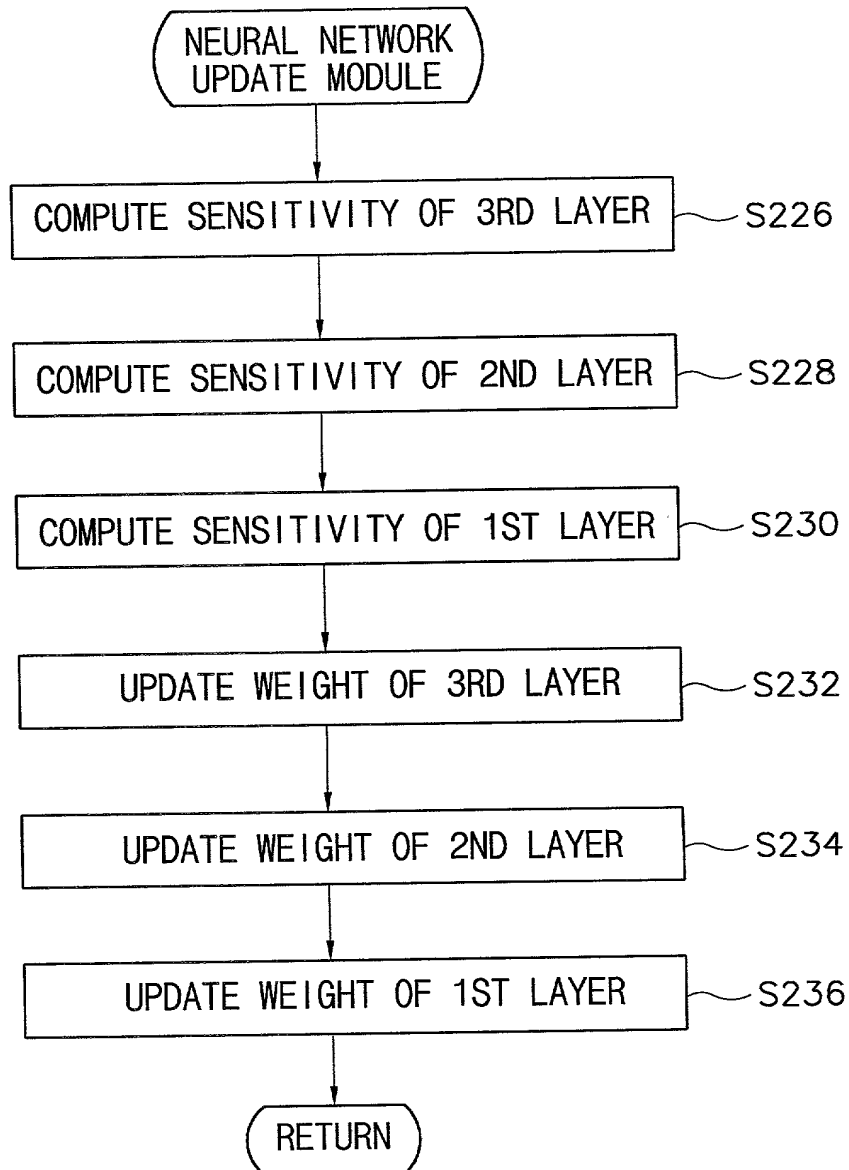 NEURAL NETWORK
UPDATE MODULE
COMPUTE SENSITIVITY OF 3RD LAYER
S226
COMPUTE SENSITIVITY OF 2ND LAYER
S228
COMPUTE SENSITIVITY OF 1ST LAYER
S230
UPDATE WEIGHT OF 3RD LAYER
S232
UPDATE WEIGHT OF 2ND LAYER
S234
UPDATE WEIGHT OF 1ST LAYER
S236
RETURN